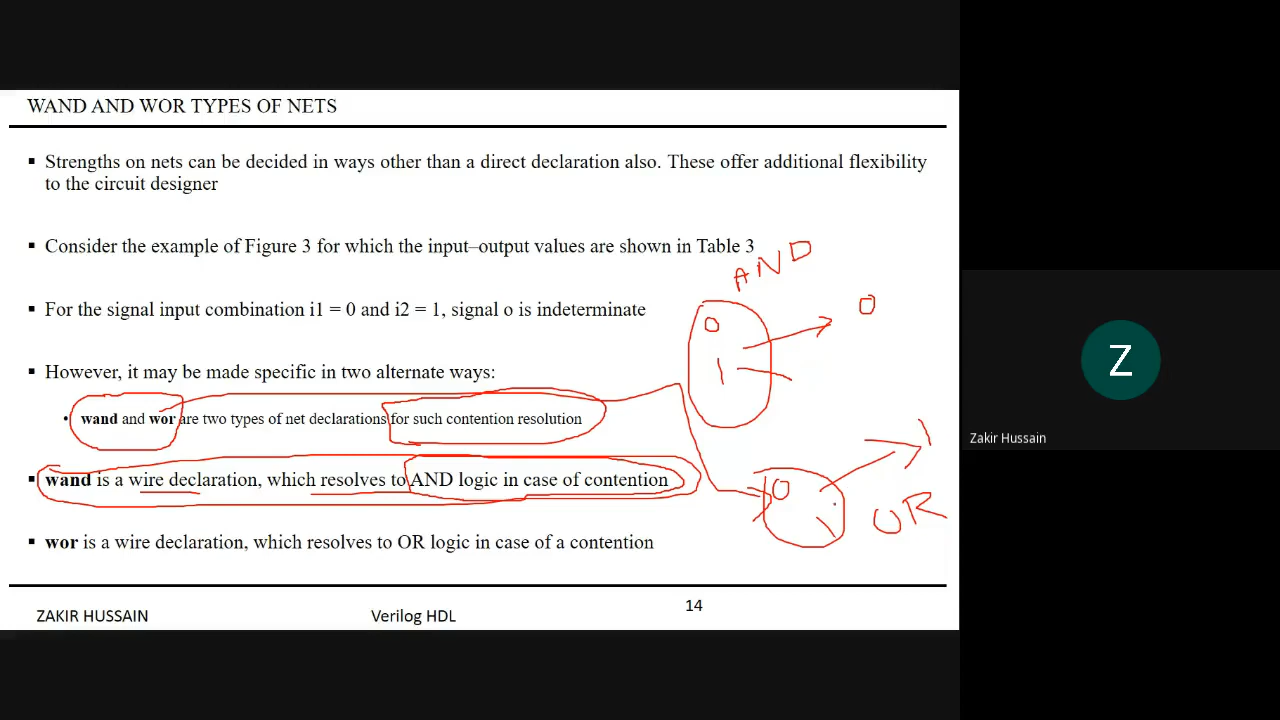 WAND AND WOR TYPES OF NETS
▪ Strengths on nets can be decided in ways other than a direct declaration also. These offer additional flexibility
to the circuit designer
▪ Consider the example of Figure 3 for which the input–output values are shown in Table 3
AND
▪ For the signal input combination i1 = 0 and i2 = 1, signal o is indeterminate
0
0
1
▪ However, it may be made specific in two alternate ways:
• wand and wor are two types of net declarations for such contention resolution
1
▪ wand is a wire declaration, which resolves to AND logic in case of contention
0
1
OR
▪ wor is a wire declaration, which resolves to OR logic in case of a contention
ZAKIR HUSSAIN
Verilog HDL
14
Z
Zakir Hussain